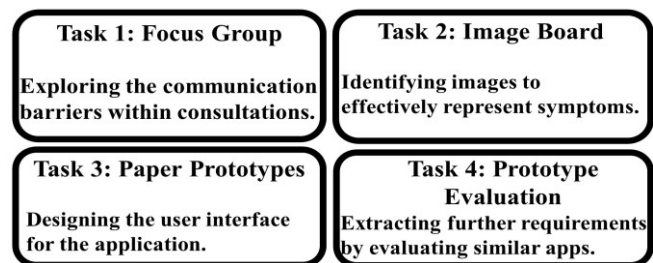 Task 1: Focus Group
Exploring the communication
barriers within consultations.
Task 2: Image Board
Identifying images to
effectively represent symptoms.
Task 3: Paper Prototypes
Designing the user interface
for the application.
Task 4: Prototype
Evaluation
Extracting further requirements
by evaluating similar apps.